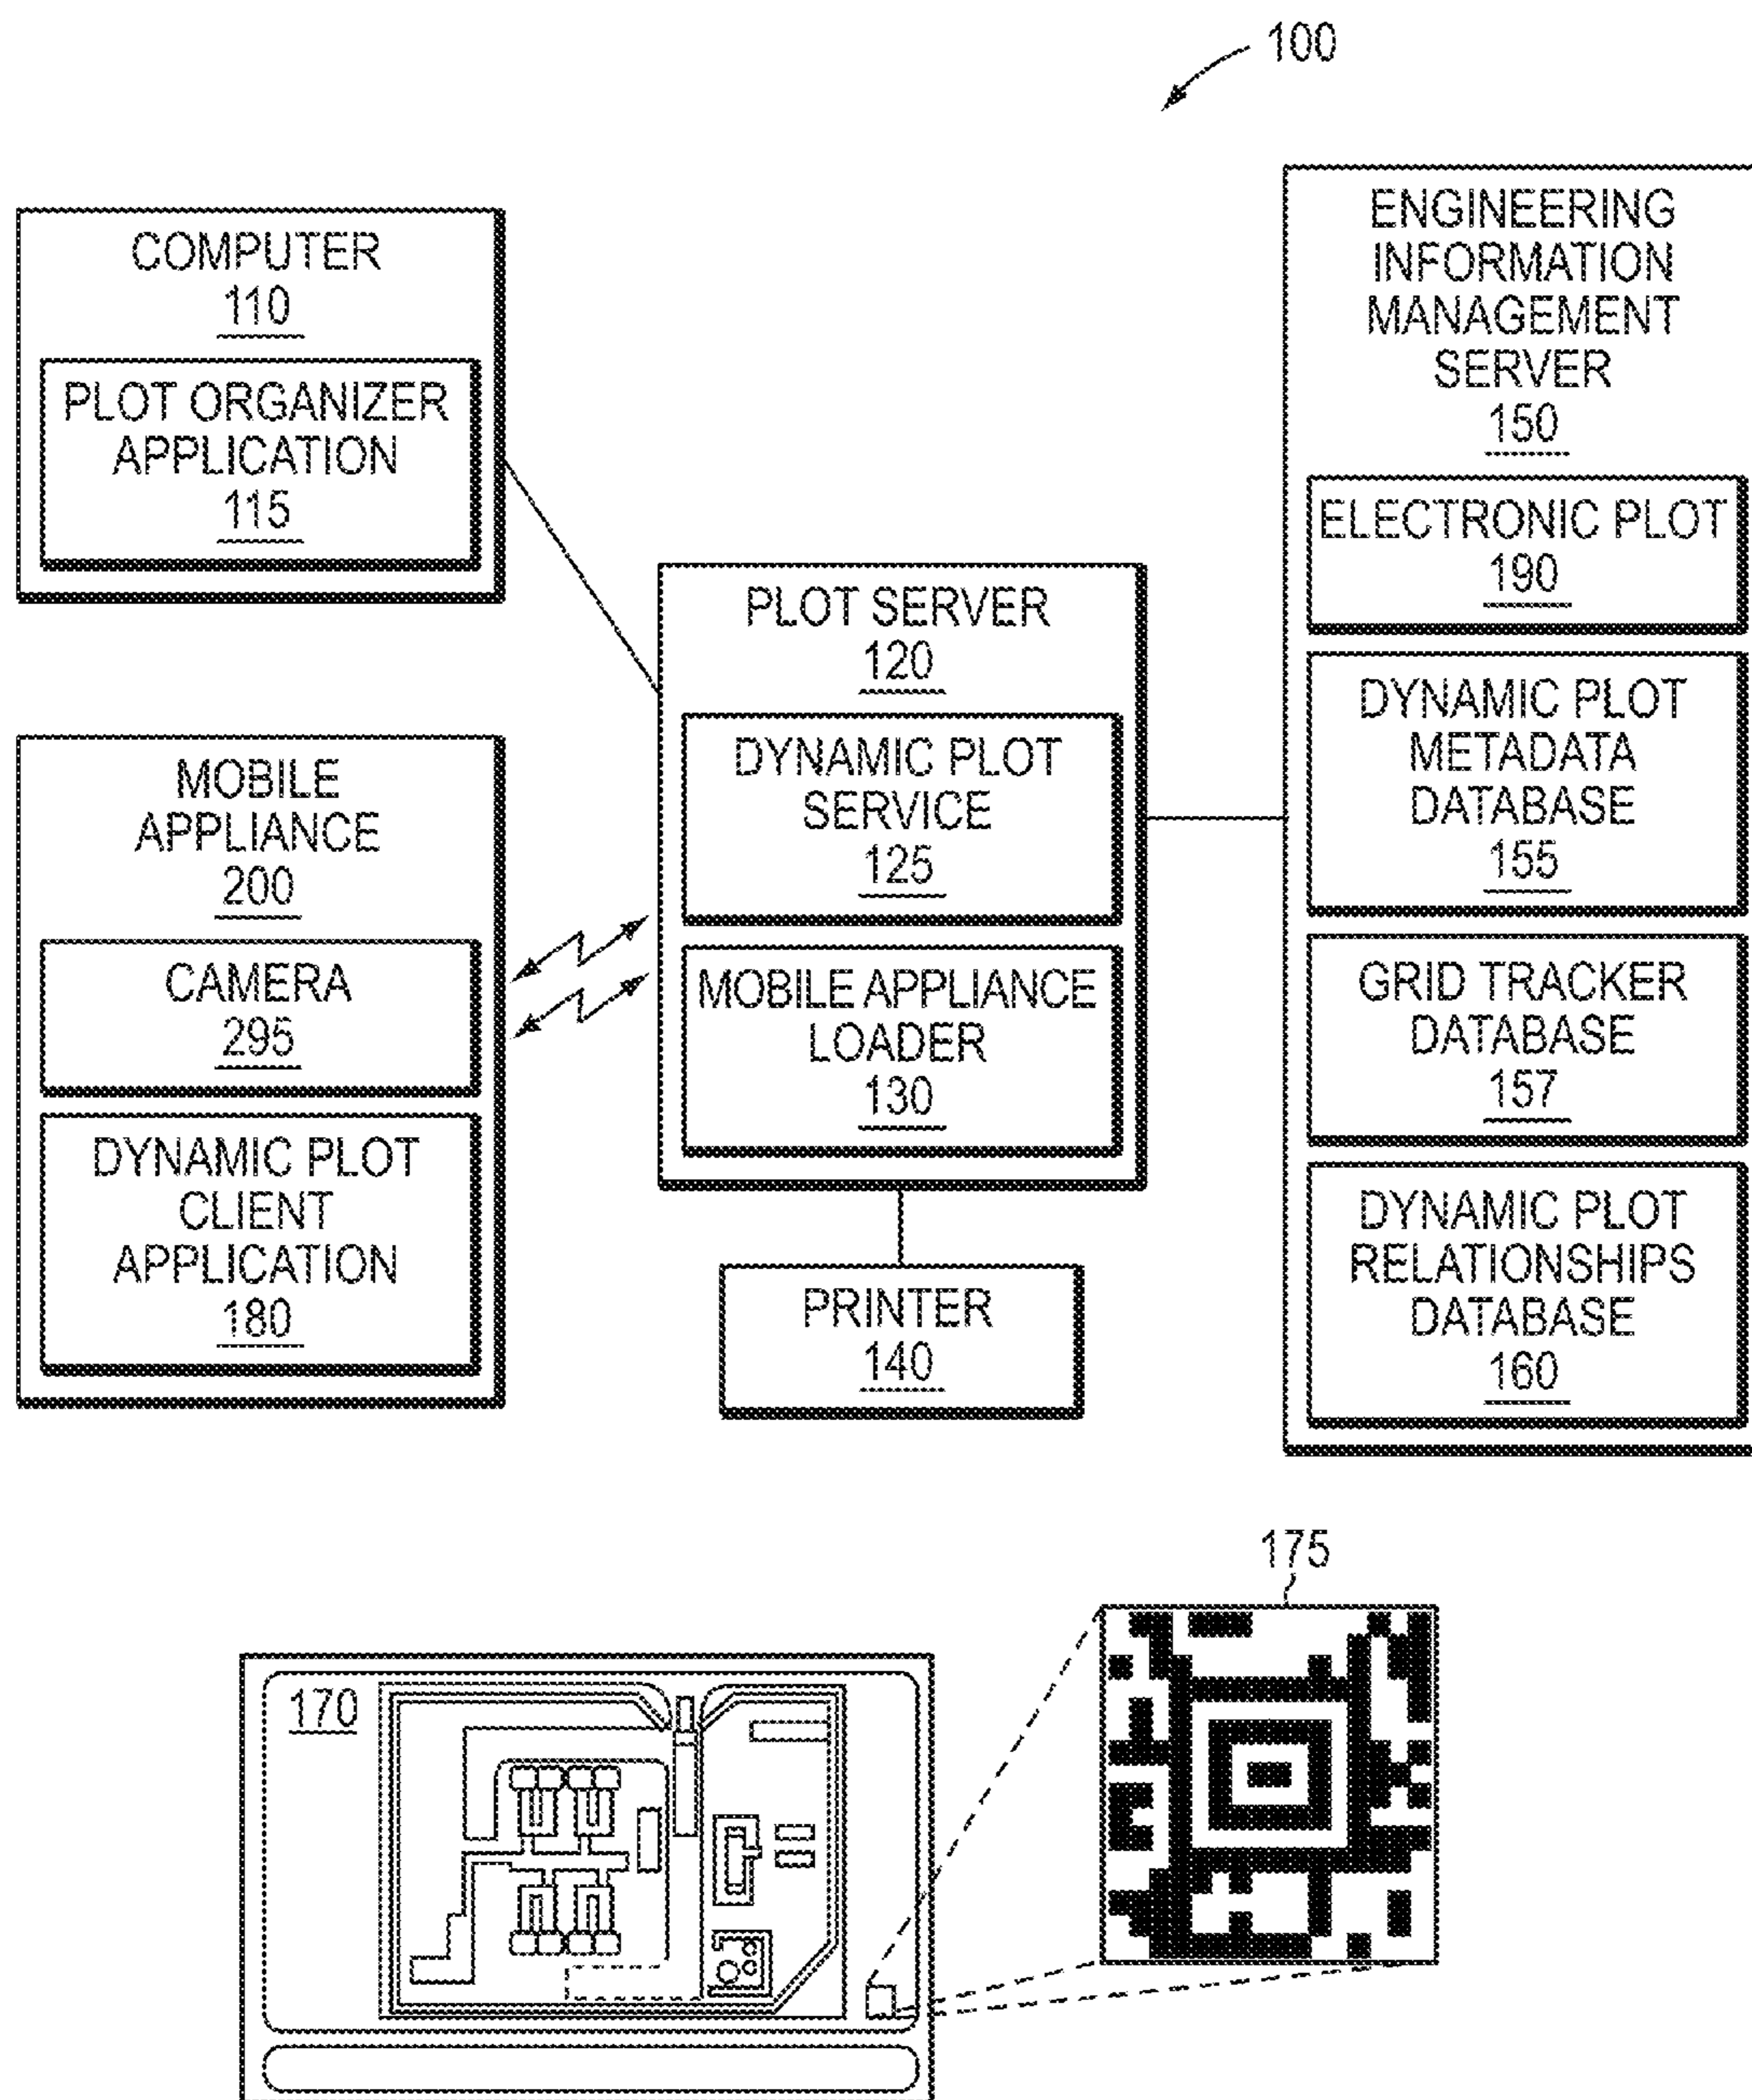 100
COMPUTER
110
PLOT ORGANIZER
APPLICATION
115
MOBILE
APPLIANCE
200
CAMERA
295
DYNAMIC PLOT
CLIENT
APPLICATION
180
PLOT SERVER
120
DYNAMIC PLOT
SERVICE
125
MOBILE APPLIANCE
LOADER
130
PRINTER
140
ENGINEERING
INFORMATION
MANAGEMENT
SERVER
150
ELECTRONIC PLOT
190
DYNAMIC PLOT
METADATA
DATABASE
155
GRID TRACKER
DATABASE
157
DYNAMIC PLOT
RELATIONSHIPS
DATABASE
160
170
175